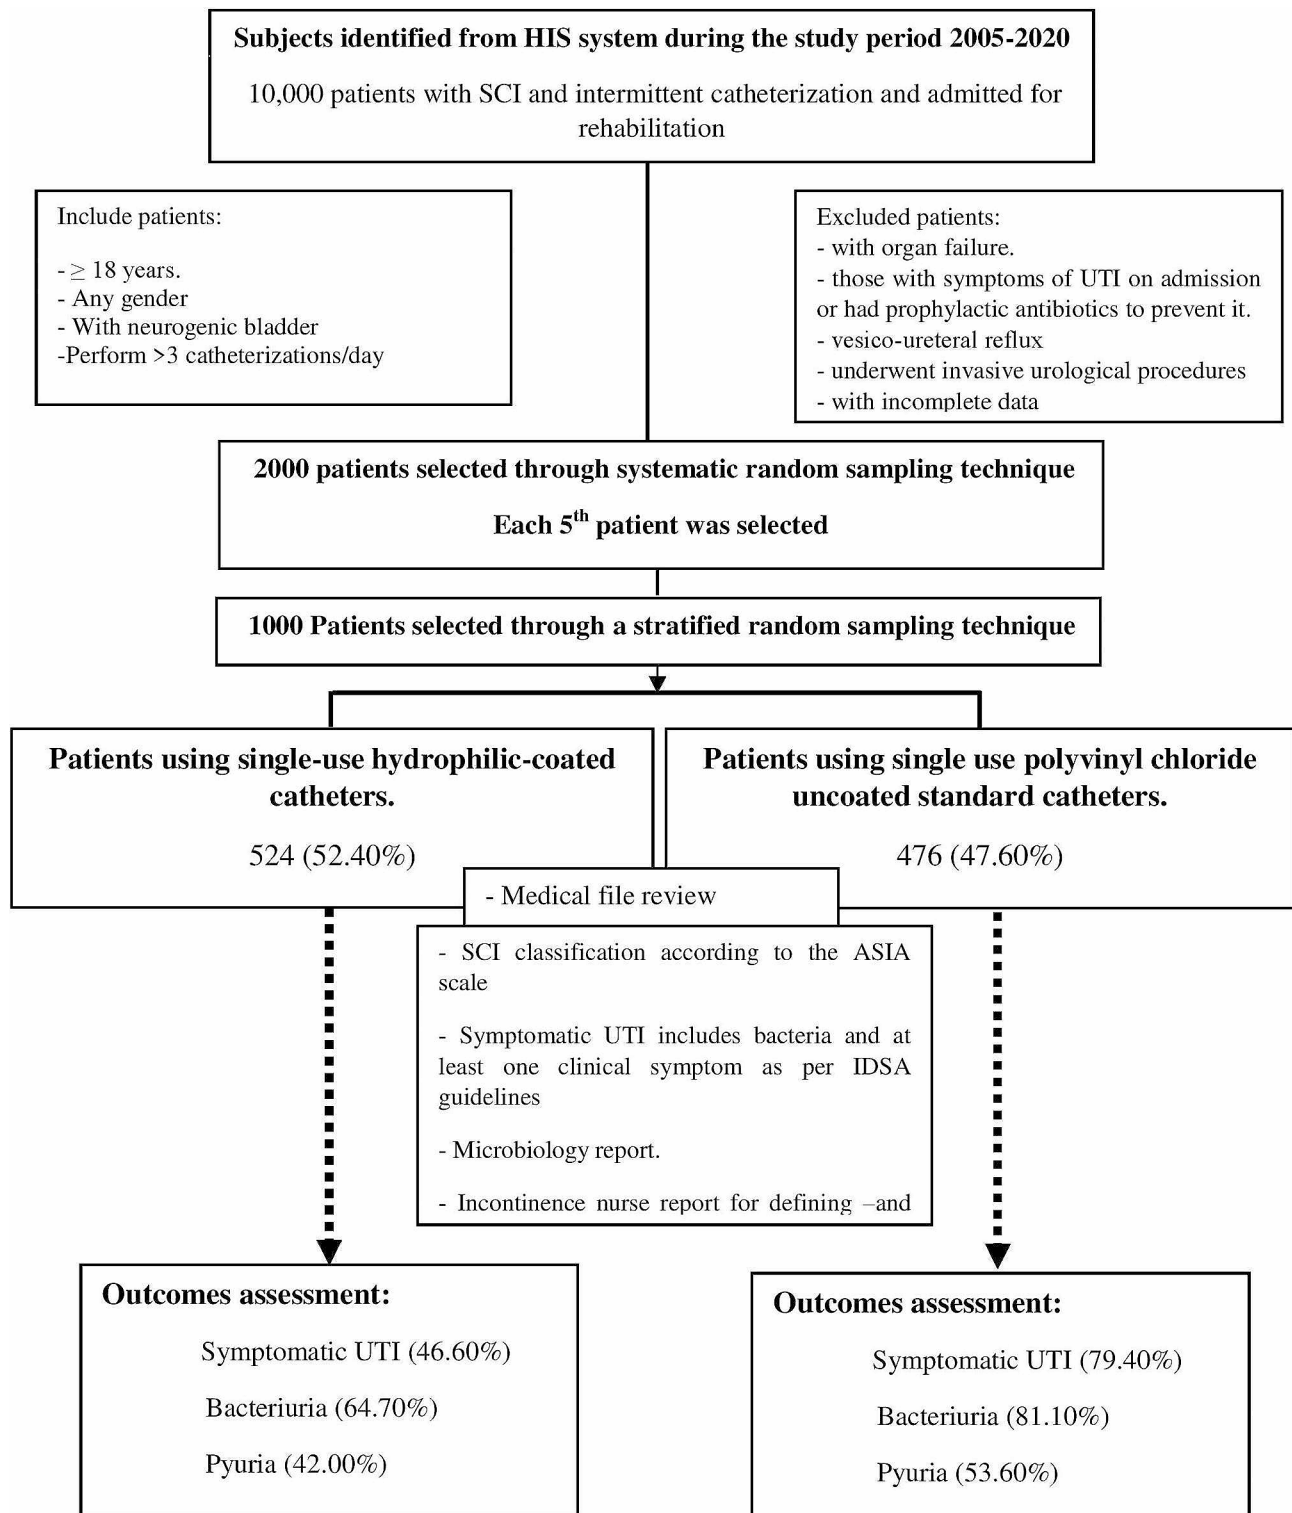 Subjects identified from HIS system during the study period 2005-2020
10,000 patients with SCI and intermittent catheterization and admitted for
rehabilitation
Include patients:
- ≥ 18 years.
- Any gender
- With neurogenic bladder
-Perform >3 catheterizations/day
Excluded patients:
- with organ failure.
- those with symptoms of UTI on admission
or had prophylactic antibiotics to prevent it.
- vesico-ureteral reflux
- underwent invasive urological procedures
- with incomplete data
2000 patients selected through systematic random sampling technique
Each 5th patient was selected
1000 Patients selected through a stratified random sampling technique
Patients using single-use hydrophilic-coated
catheters.
524 (52.40%)
Patients using single use polyvinyl chloride
uncoated standard catheters.
476 (47.60%)
- Medical file review
- SCI classification according to the ASIA
scale
- Symptomatic UTI includes bacteria and at
least one clinical symptom as per IDSA
guidelines
- Microbiology report.
- Incontinence nurse report for defining –and
Outcomes assessment:
Symptomatic UTI (46.60%)
Bacteriuria (64.70%)
Pyuria (42.00%)
Outcomes assessment:
Symptomatic UTI (79.40%)
Bacteriuria (81.10%)
Pyuria (53.60%)